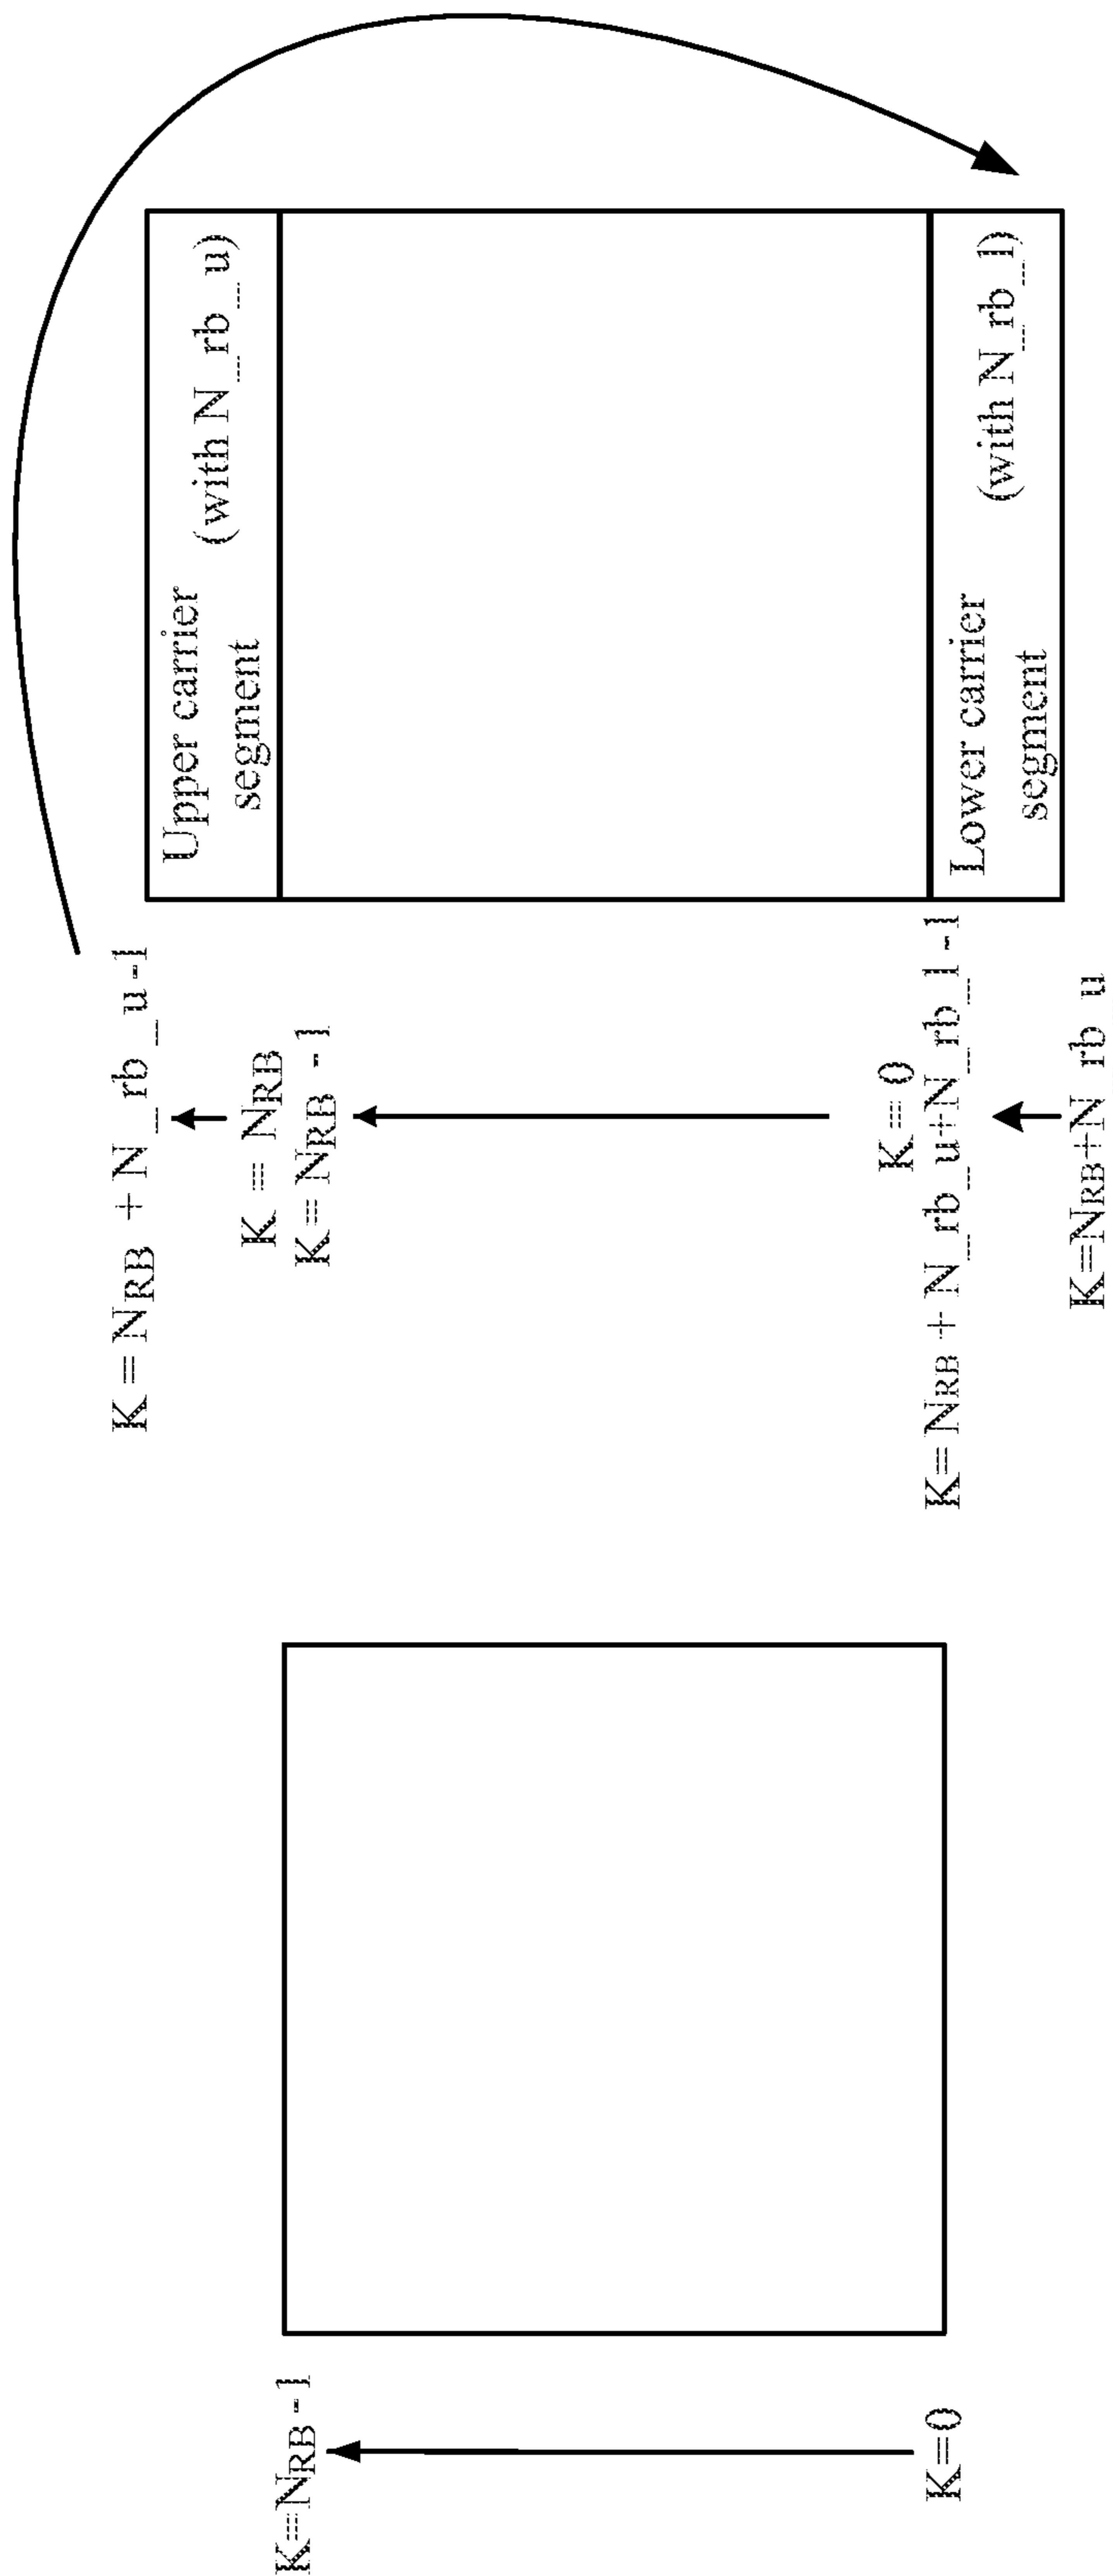 K=NRB-1
K=0
K = NRB + N_rb_u-1
K = NRB
K = NRB -1
K = 0
K= NRB + N_rb_u+N_rb_l -1
K=NRB+N_rb_u
Upper carrier
segment
(with N_rb_u)
Lower carrier
segment
(with N_rb_l)